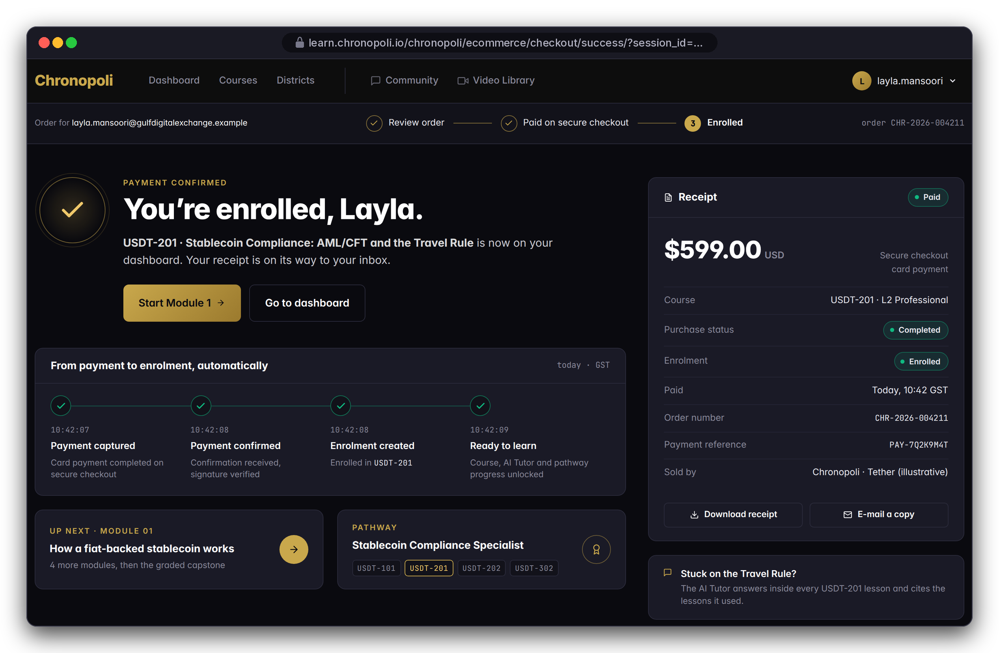 learn.chronopoli.io/chronopoli/ecommerce/checkout/success/?session_id=...
Chronopoli
Dashboard
Courses
Districts
Community
Video Library
L
layla.mansoori
Order for layla.mansoori@gulfdigitalexchange.example
Review order
Paid on secure checkout
3
Enrolled
order CHR-2026-004211
PAYMENT CONFIRMED
You’re enrolled, Layla.
USDT-201 · Stablecoin Compliance: AML/CFT and the Travel Rule is now on your
dashboard. Your receipt is on its way to your inbox.
Start Module 1 →
Go to dashboard
From payment to enrolment, automatically
today · GST
10:42:07
Payment captured
Card payment completed on
secure checkout
10:42:08
Payment confirmed
Confirmation received,
signature verified
10:42:08
Enrolment created
Enrolled in USDT-201
10:42:09
Ready to learn
Course, AI Tutor and pathway
progress unlocked
UP NEXT · MODULE 01
How a fiat-backed stablecoin works
4 more modules, then the graded capstone
PATHWAY
Stablecoin Compliance Specialist
USDT-101
USDT-201
USDT-202
USDT-302
Receipt
Paid
$599.00 USD
Secure checkout
card payment
Course
USDT-201 · L2 Professional
Purchase status
Completed
Enrolment
Enrolled
Paid
Today, 10:42 GST
Order number
CHR-2026-004211
Payment reference
PAY-7Q2K9M4T
Sold by
Chronopoli · Tether (illustrative)
Download receipt
E-mail a copy
Stuck on the Travel Rule?
The AI Tutor answers inside every USDT-201 lesson and cites the
lessons it used.